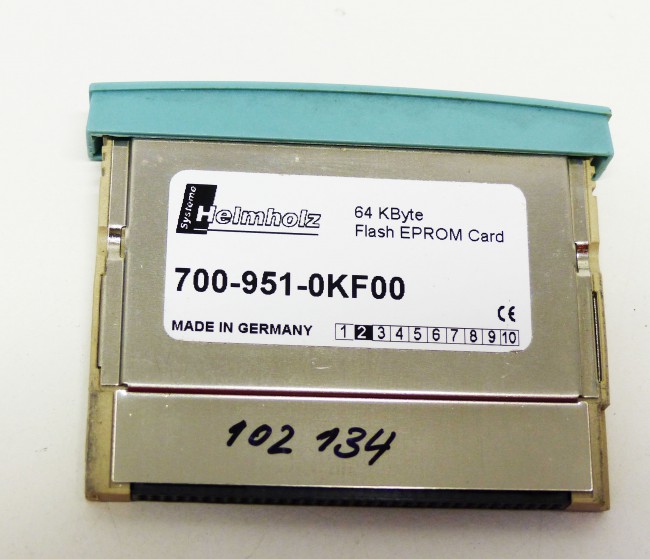 Systeme Helmholz
64 KByte
Flash EPROM Card
700-951-0KF00
CE
MADE IN GERMANY 1 2 3 4 5 6 7 8 9 10
102 134